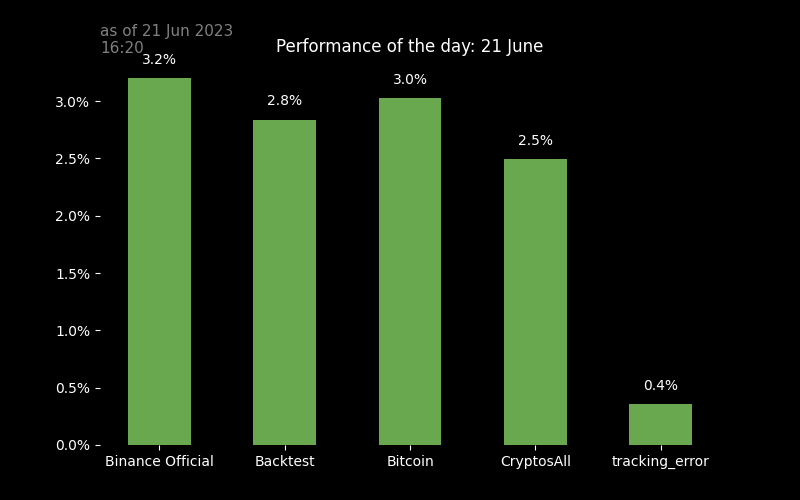 as of 21 Jun 2023
16:20
Performance of the day: 21 June
3.2%
2.8%
3.0%
2.5%
0.4%
3.0%
2.5%
2.0%
1.5%
1.0%
0.5%
0.0%
Binance Official
Backtest
Bitcoin
CryptosAll
tracking_error